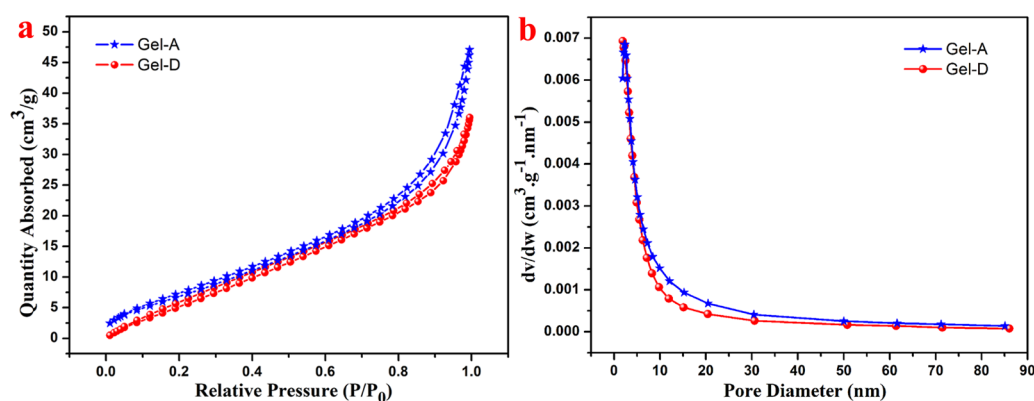 a
Gel-A
Gel-D
Quantity Absorbed (cm³/g)
50
45
40
35
30
25
20
15
10
5
0
0.0 0.2 0.4 0.6 0.8 1.0
Relative Pressure (P/P₀)
b
Gel-A
Gel-D
dv/dw (cm³·g⁻¹.nm⁻¹)
0.007
0.006
0.005
0.004
0.003
0.002
0.001
0.000
0 10 20 30 40 50 60 70 80 90
Pore Diameter (nm)